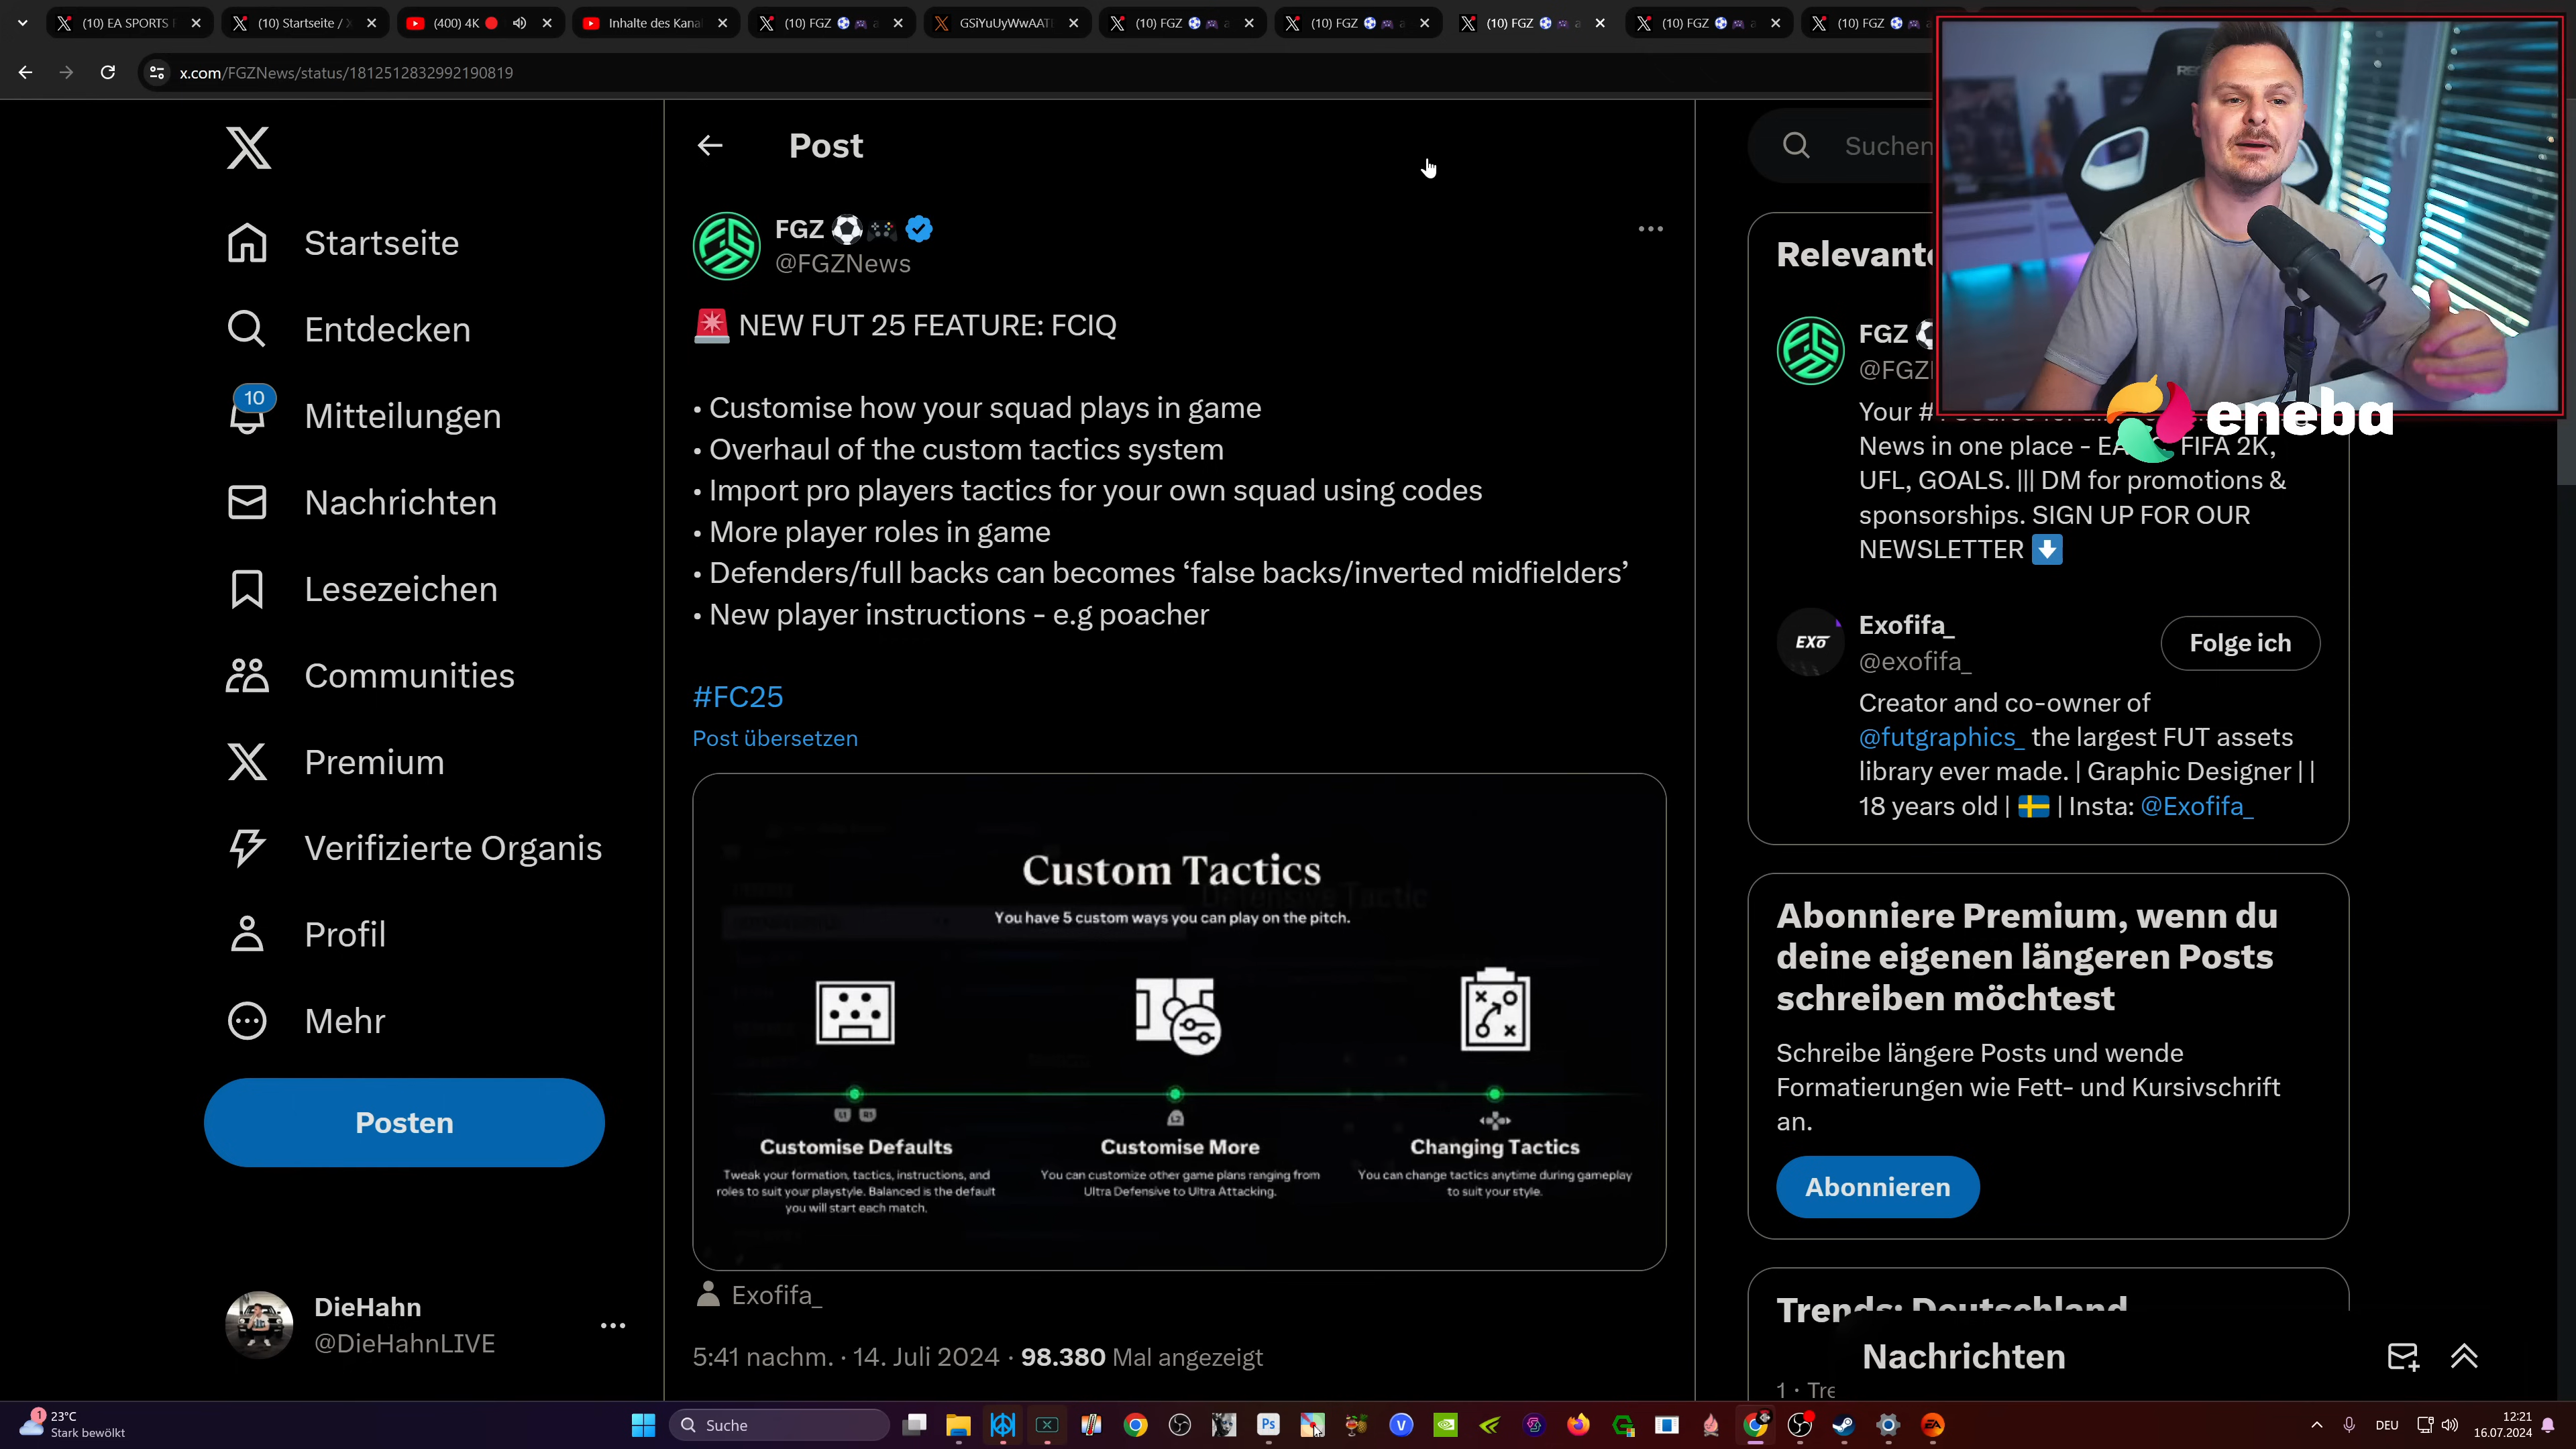 (10) EA SPORTS
(10) Startseite /
(400) 4K
Inhalte des Kana
(10) FGZ
GSiYuUyWwAAT
(10) FGZ
(10) FGZ
(10) FGZ
(10) FGZ
(10) FGZ
x.com/FGZNews/status/1812512832992190819
Startseite
Entdecken
10
Mitteilungen
Nachrichten
Lesezeichen
Communities
Premium
Verifizierte Organis
Profil
Mehr
Posten
DieHahn
@DieHahnLIVE
Post
FGZ
@FGZNews
NEW FUT 25 FEATURE: FCIQ
• Customise how your squad plays in game
• Overhaul of the custom tactics system
• Import pro players tactics for your own squad using codes
• More player roles in game
• Defenders/full backs can becomes ‘false backs/inverted midfielders’
• New player instructions - e.g poacher
#FC25
Post übersetzen
Custom Tactics
You have 5 custom ways you can play on the pitch.
L1 R1
L2
Customise Defaults
Tweak your formation, tactics, instructions, and
roles to suit your playstyle. Balanced is the default
you will start each match.
Customise More
You can customize other game plans ranging from
Ultra Defensive to Ultra Attacking.
Changing Tactics
You can change tactics anytime during gameplay
to suit your style.
Exofifa_
5:41 nachm. · 14. Juli 2024 · 98.380 Mal angezeigt
Suchen
Relevante
FGZ
@FGZ
eneba
Your #
News in one place - EA FIFA 2K,
UFL, GOALS. ||| DM for promotions &
sponsorships. SIGN UP FOR OUR
NEWSLETTER
EXO
Exofifa_
@exofifa_
Folge ich
Creator and co-owner of
@futgraphics_ the largest FUT assets
library ever made. | Graphic Designer | |
18 years old | | Insta: @Exofifa_
Abonniere Premium, wenn du
deine eigenen längeren Posts
schreiben möchtest
Schreibe längere Posts und wende
Formatierungen wie Fett- und Kursivschrift
an.
Abonnieren
Trends: Deutschland
Nachrichten
1 · Tre
1
23°C
Stark bewölkt
Suche
Ps
V
EA
DEU
12:21
16.07.2024